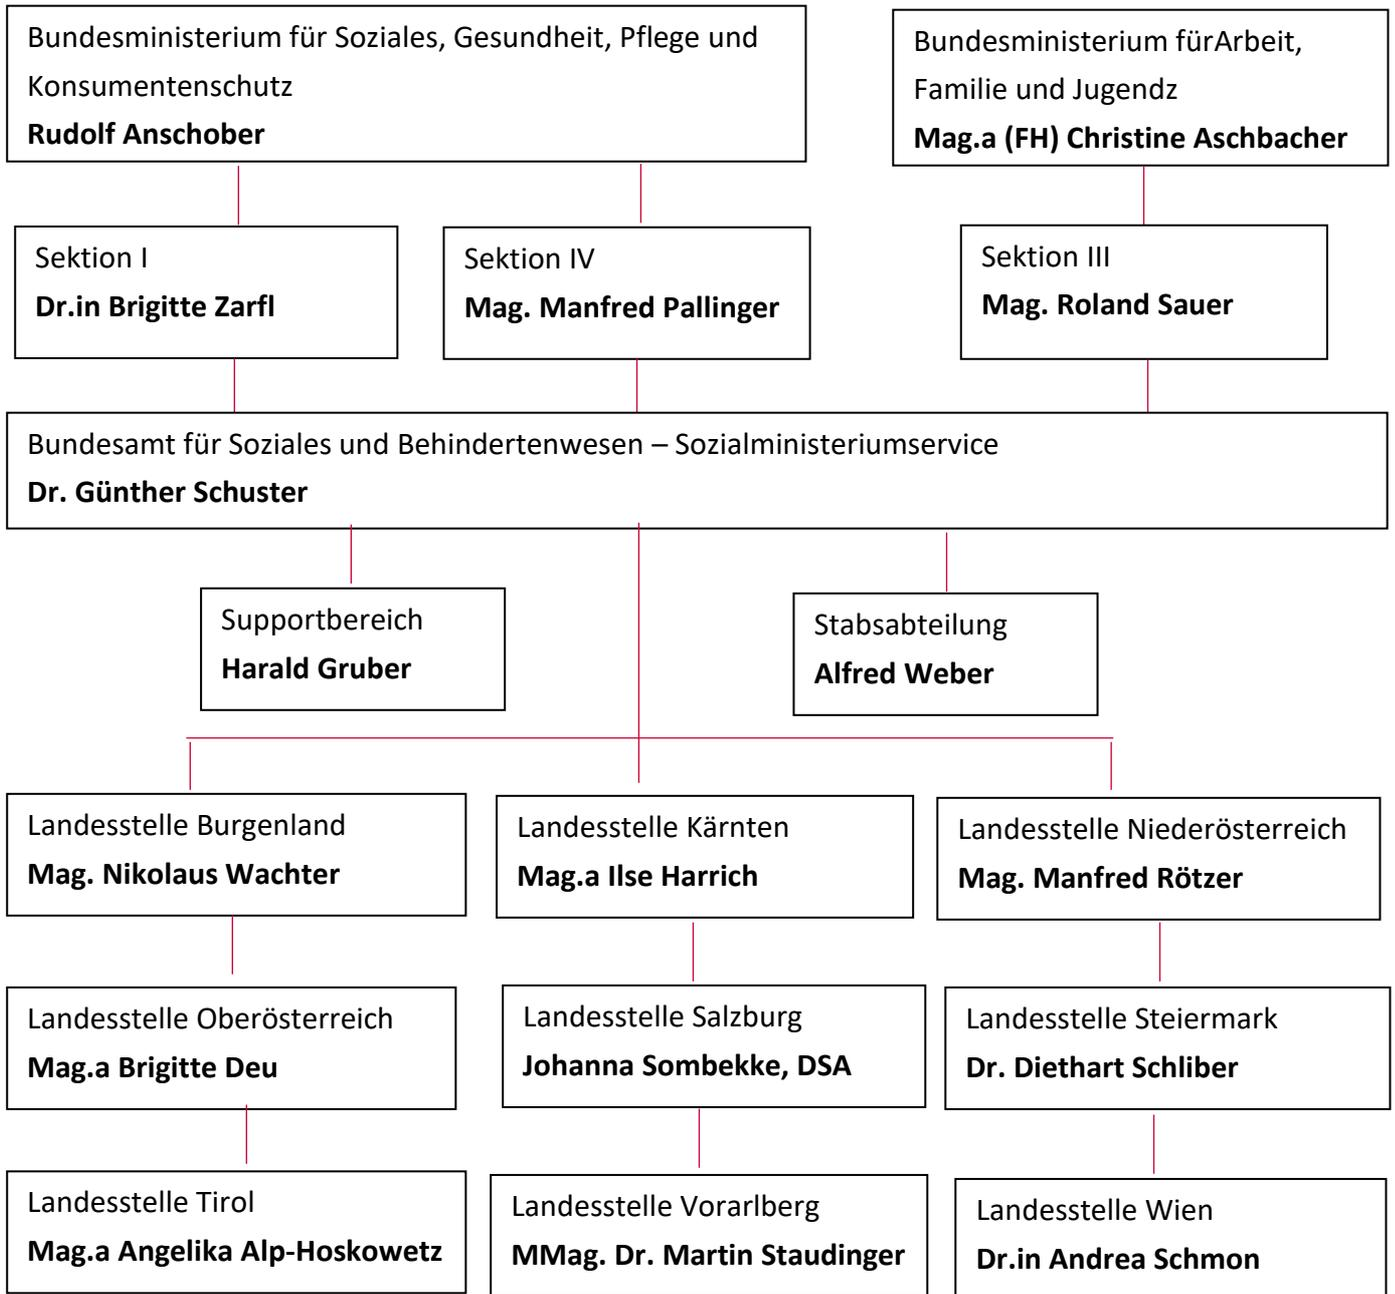 Bundesministerium für Soziales, Gesundheit, Pflege und
Konsumentenschutz
Rudolf Anschober
Bundesministerium fürArbeit,
Familie und Jugendz
Mag.a (FH) Christine Aschbacher
Sektion I
Dr.in Brigitte Zarfl
Sektion IV
Mag. Manfred Pallinger
Sektion III
Mag. Roland Sauer
Bundesamt für Soziales und Behindertenwesen – Sozialministeriumservice
Dr. Günther Schuster
Supportbereich
Harald Gruber
Stabsabteilung
Alfred Weber
Landesstelle Burgenland
Mag. Nikolaus Wachter
Landesstelle Kärnten
Mag.a Ilse Harrich
Landesstelle Niederösterreich
Mag. Manfred Rötzer
Landesstelle Oberösterreich
Mag.a Brigitte Deu
Landesstelle Salzburg
Johanna Sombekke, DSA
Landesstelle Steiermark
Dr. Diethart Schliber
Landesstelle Tirol
Mag.a Angelika Alp-Hoskowetz
Landesstelle Vorarlberg
MMag. Dr. Martin Staudinger
Landesstelle Wien
Dr.in Andrea Schmon